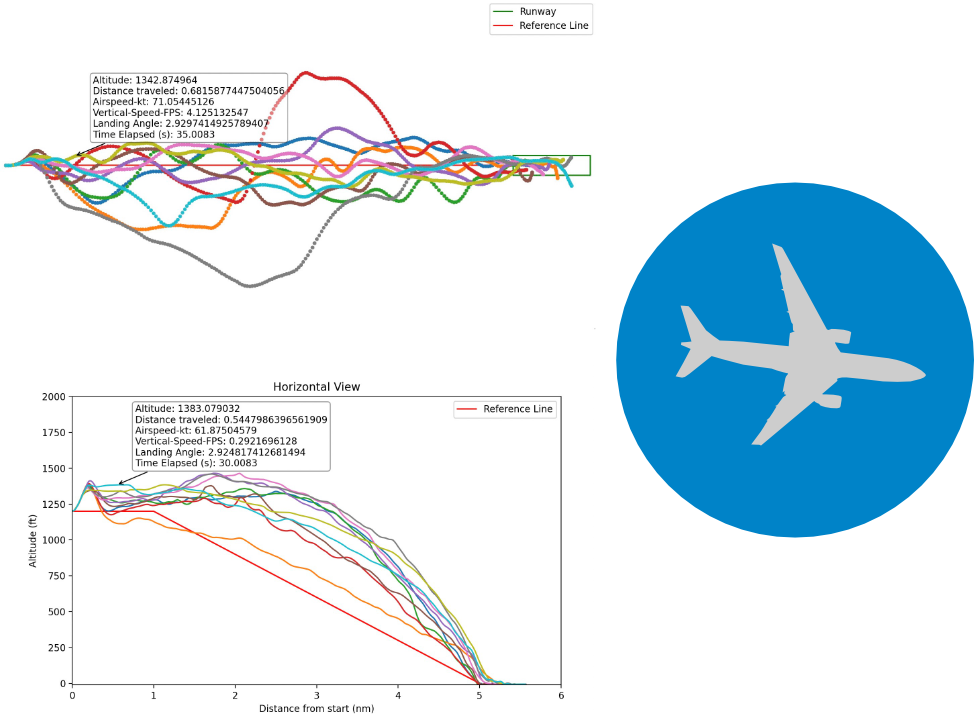 Runway
Reference Line
Altitude: 1342.874964
Distance traveled: 0.6815877447504056
Airspeed-kt: 71.05445126
Vertical-Speed-FPS: 4.125132547
Landing Angle: 2.9297414925789407
Time Elapsed (s): 35.0083
Horizontal View
2000
1750
1500
1250
1000
750
500
250
0
Altitude (ft)
Altitude: 1383.079032
Distance traveled: 0.5447986396561909
Airspeed-kt: 61.87504579
Vertical-Speed-FPS: 0.2921696128
Landing Angle: 2.924817412681494
Time Elapsed (s): 30.0083
Reference Line
0 1 2 3 4 5 6
Distance from start (nm)